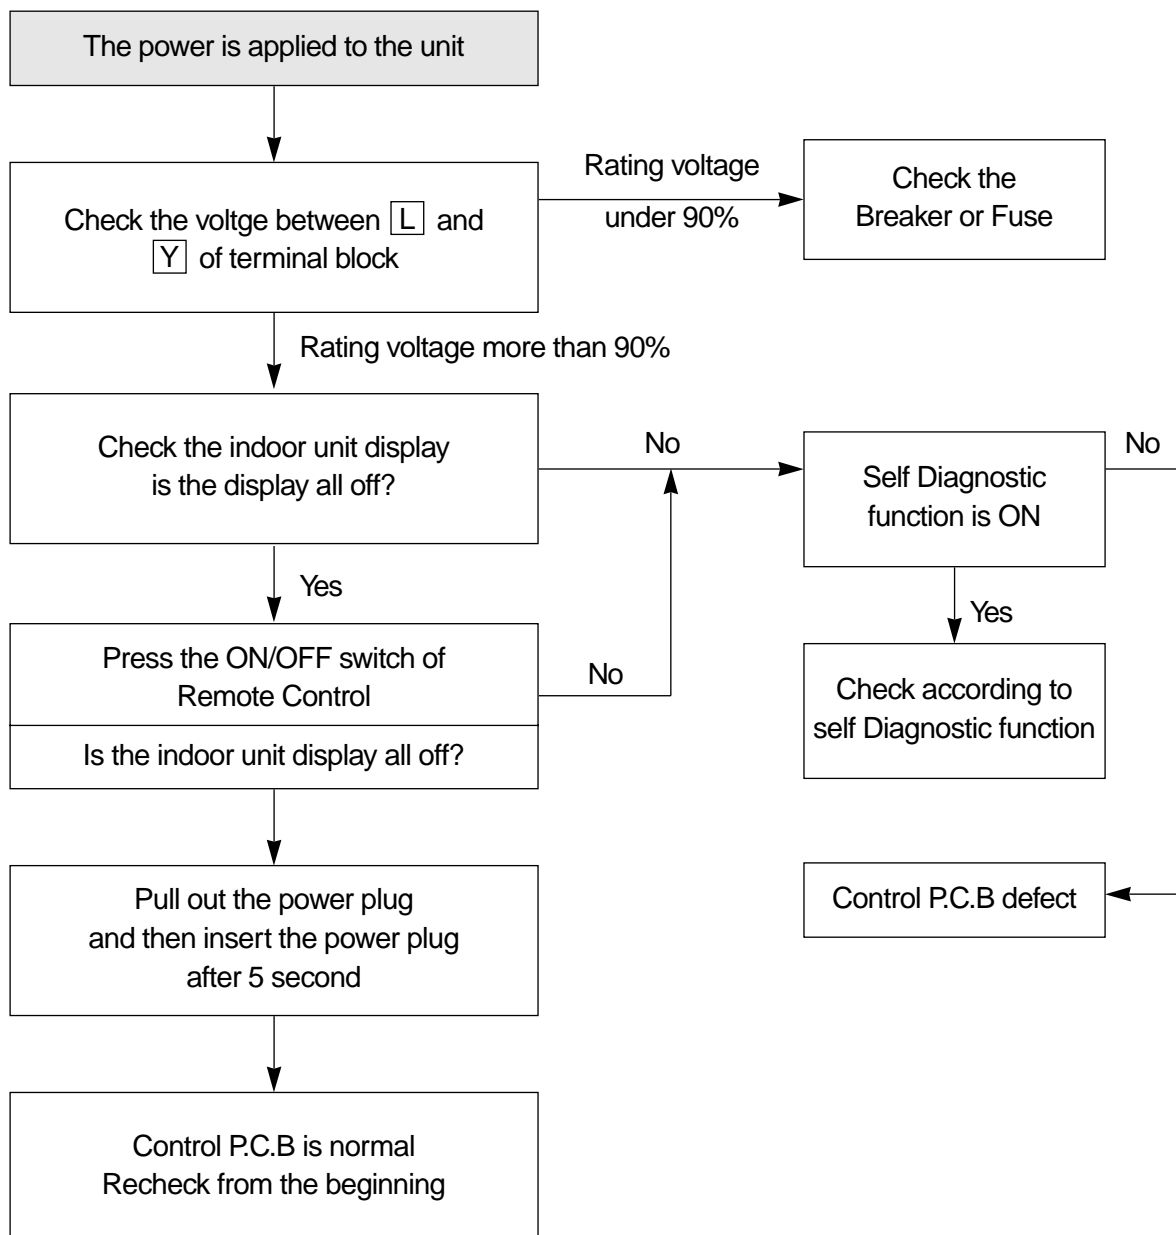 The power is applied to the unit
Check the voltge between L and
Y of terminal block
Rating voltage
under 90%
Check the
Breaker or Fuse
Rating voltage more than 90%
Check the indoor unit display
is the display all off?
No
Self Diagnostic
function is ON
No
Yes
Press the ON/OFF switch of
Remote Control
No
Is the indoor unit display all off?
Yes
Check according to
self Diagnostic function
Pull out the power plug
and then insert the power plug
after 5 second
Control P.C.B defect
Control P.C.B is normal
Recheck from the beginning